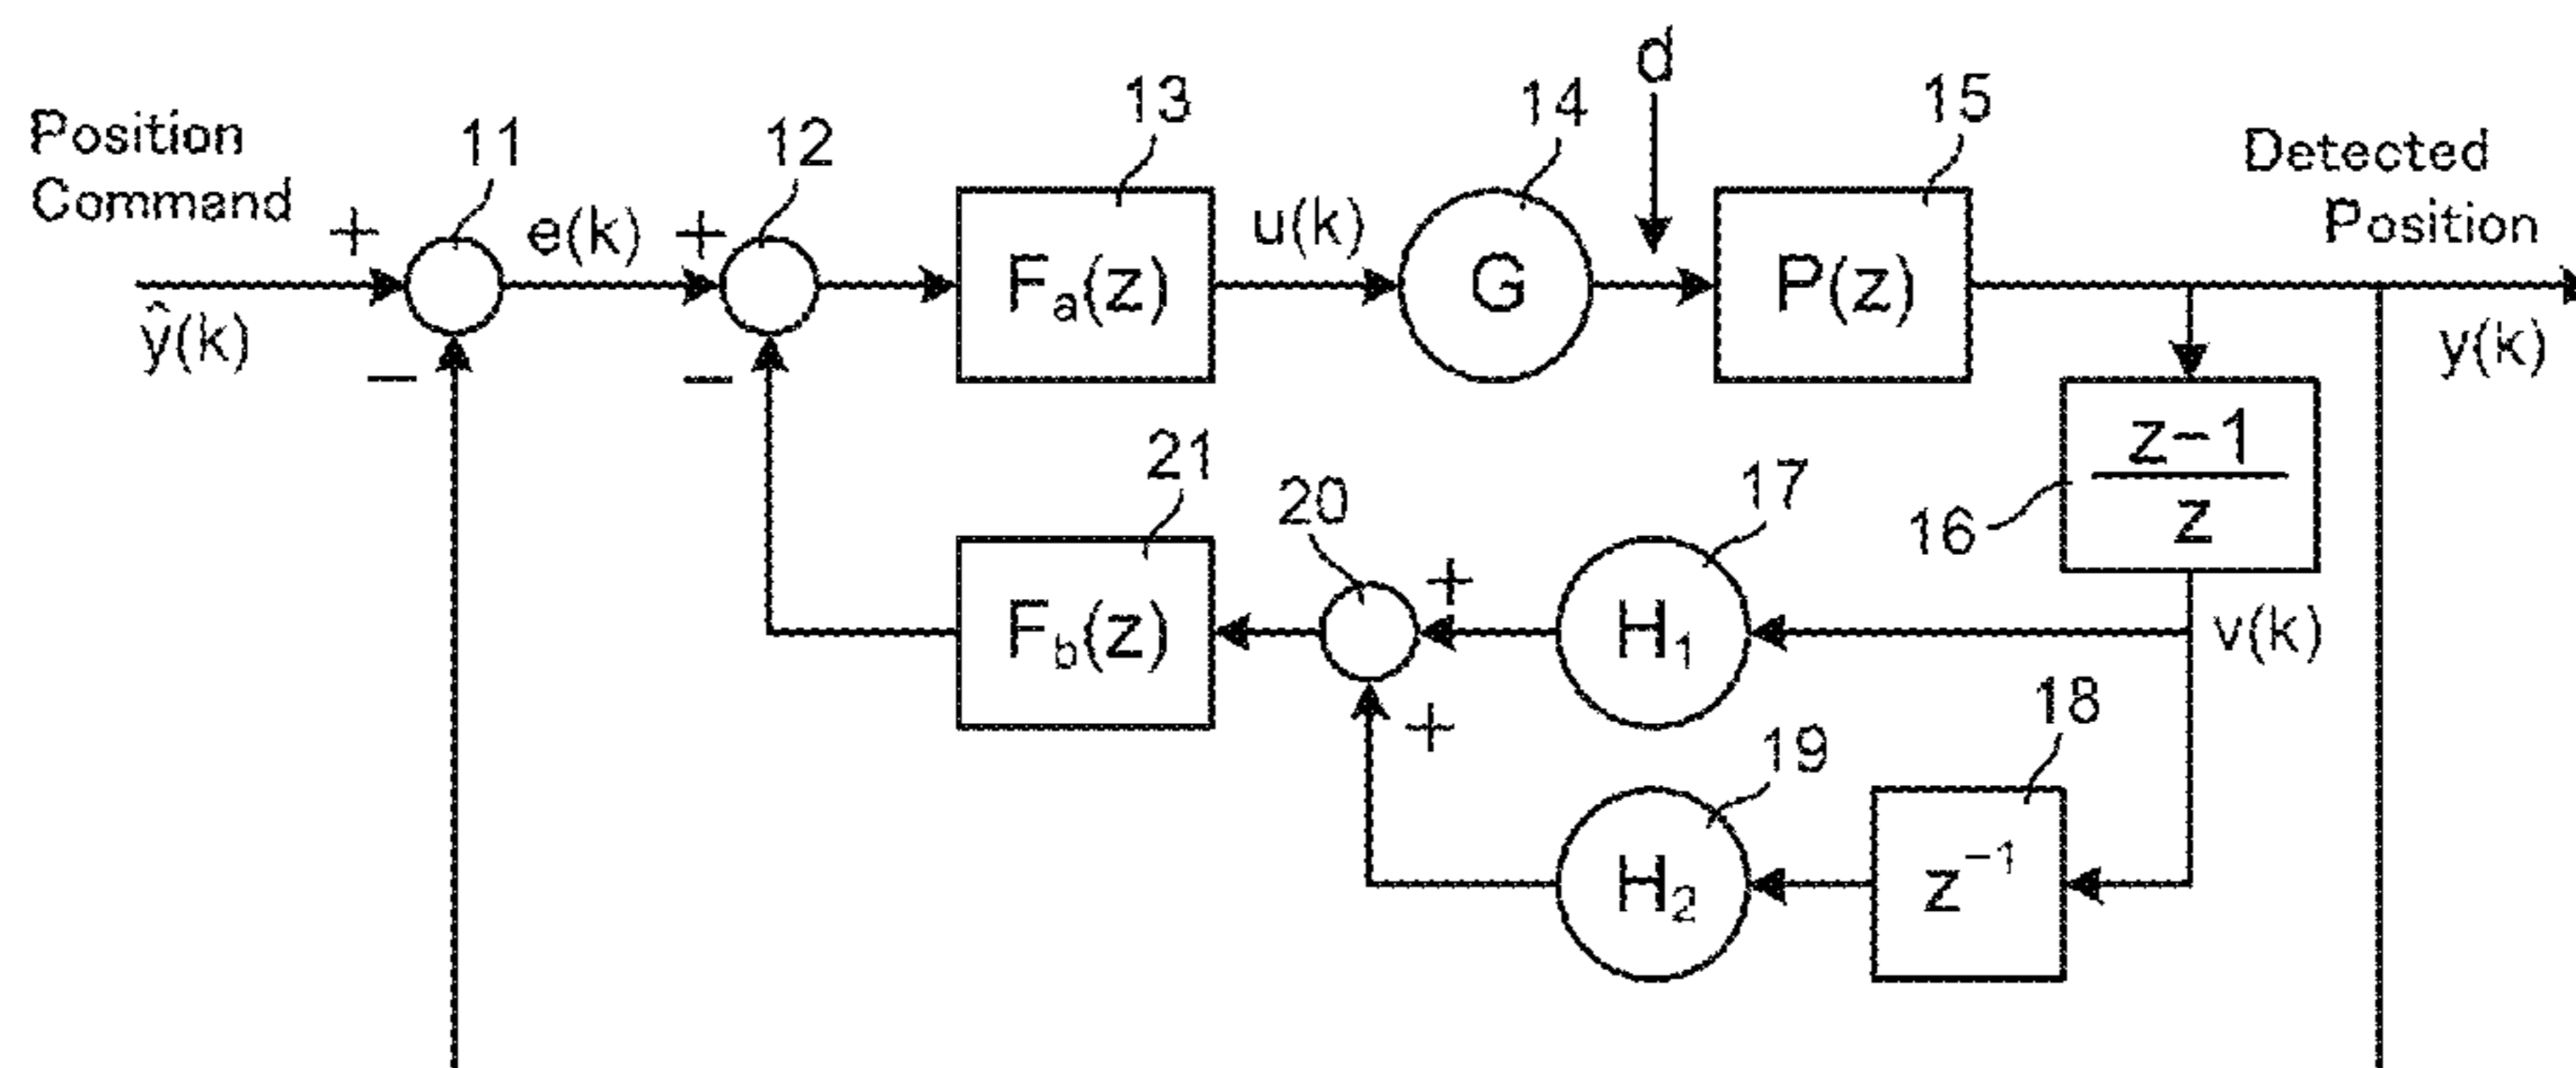 d
13
14
15
Position
Command
11
12
Detected
Position
+
e(k)
+
u(k)
Fₐ(z)
G
P(z)
ŷ(k)
−
−
y(k)
z-1
z
16
21
20
17
+
v(k)
F_b(z)
H₁
+
18
19
H₂
z⁻¹